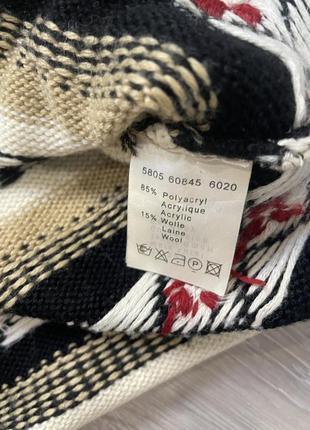 5805 60845 6020
85% Polyacryl
Acrylique
Acrylic
15% Wolle
Laine
Wool
P